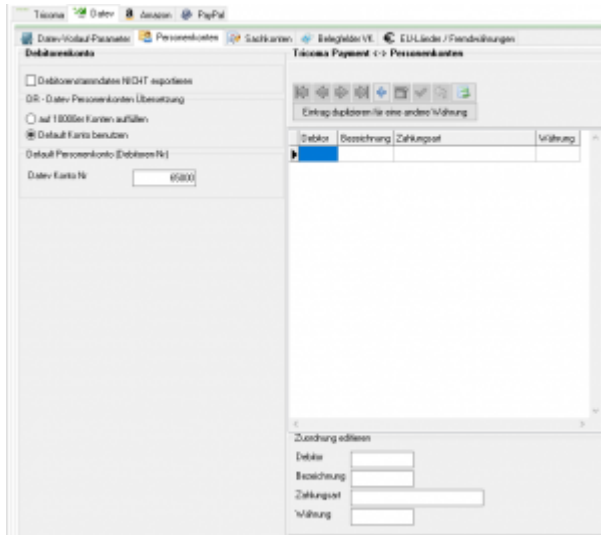 Tricoma Datev Amazon PayPal
Datev-Vorlauf-Parameter Personenkonten Sachkonten Belegfelder VK EU-Länder / Fremdwährungen
Debitorenkonto
Debitorenstammdaten NICHT exportieren
OR - Datev Personenkonten Übersetzung
auf 10000er Konten auffüllen
Default Konto benutzen
Default Personenkonto (Debitoren Nr)
Datev Konto Nr 65000
Tricoma Payment <-> Personenkonten
Eintrag duplizieren für eine andere Währung
Debitor Bezeichnung Zahlungsart Währung
Zuordnung editieren
Debitor
Bezeichnung
Zahlungsart
Währung